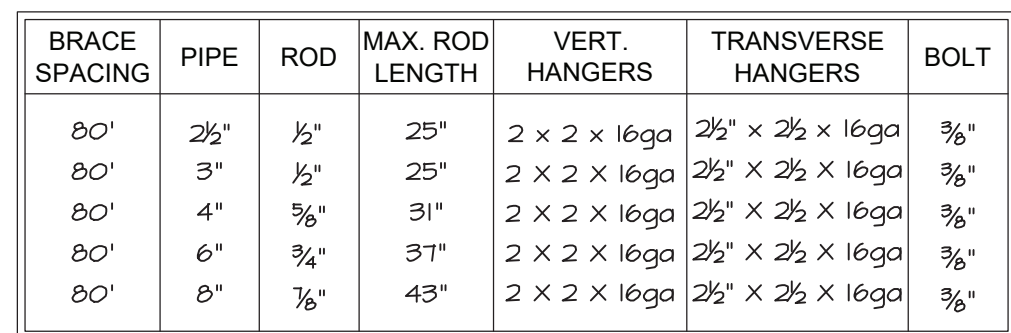 BRACE SPACING PIPE ROD MAX. ROD LENGTH VERT. HANGERS TRANSVERSE HANGERS BOLT
80' 2½" ½" 25" 2 x 2 x 16ga 2½" x 2½ x 16ga ⅜"
80' 3" ½" 25" 2 X 2 X 16ga 2½" X 2½ X 16ga ⅜"
80' 4" ⅝" 31" 2 X 2 X 16ga 2½" X 2½ X 16ga ⅜"
80' 6" ¾" 37" 2 X 2 X 16ga 2½" X 2½ X 16ga ⅜"
80' 8" ⅞" 43" 2 X 2 X 16ga 2½" X 2½ X 16ga ⅜"